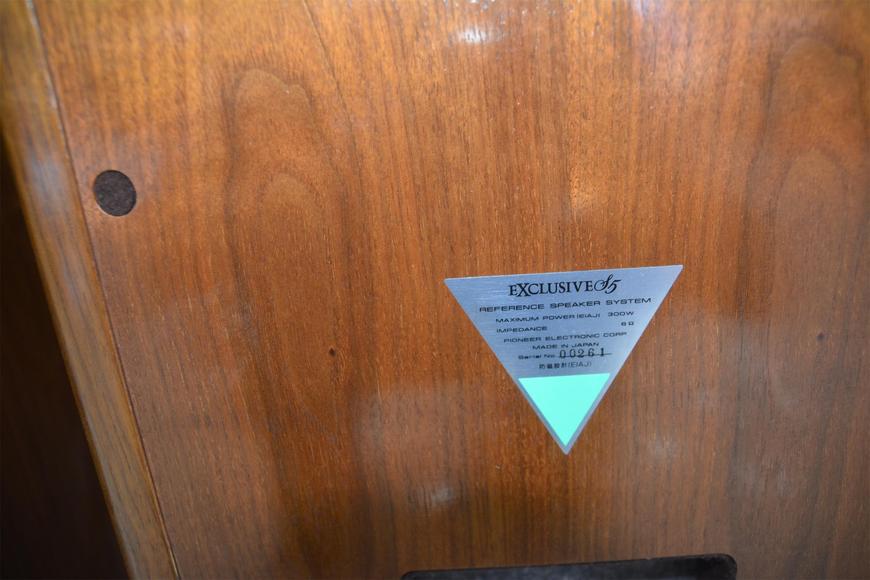 EXCLUSIVE S5
REFERENCE SPEAKER SYSTEM
MAXIMUM POWER (EIAJ) 300W
IMPEDANCE 6Ω
PIONEER ELECTRONIC CORP.
MADE IN JAPAN
Serial No. 00261
防磁設計(EIAJ)